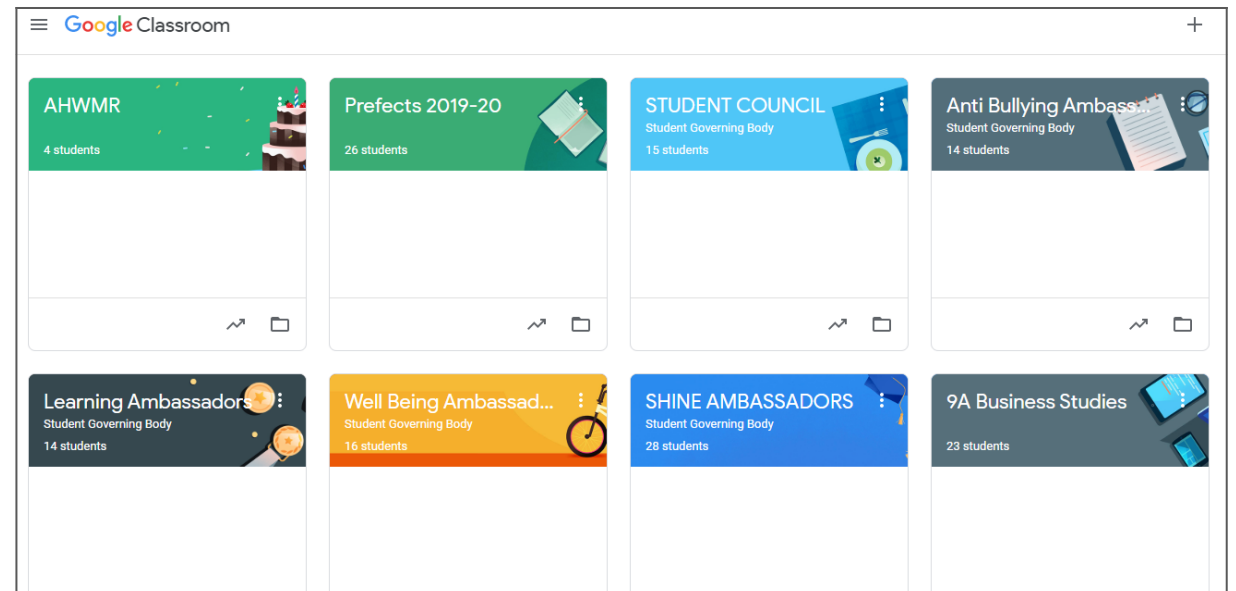 Google Classroom
AHWMR
4 students
Prefects 2019-20
26 students
STUDENT COUNCIL
Student Governing Body
15 students
Anti Bullying Ambass...
Student Governing Body
14 students
Learning Ambassadors
Student Governing Body
14 students
Well Being Ambassad...
Student Governing Body
16 students
SHINE AMBASSADORS
Student Governing Body
28 students
9A Business Studies
23 students